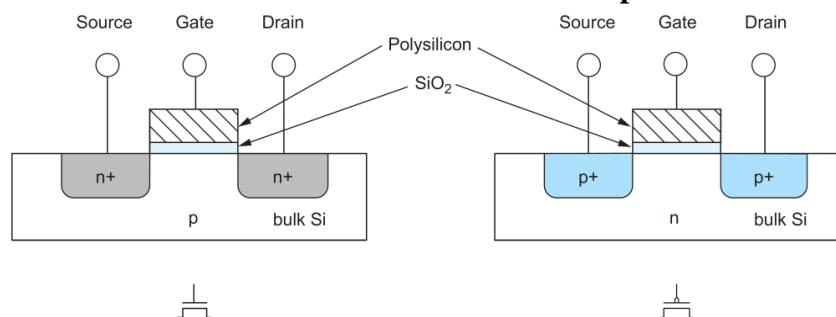 Source Gate Drain Source Gate Drain
Polysilicon
SiO2
n+ n+ p+ p+
p bulk Si n bulk Si